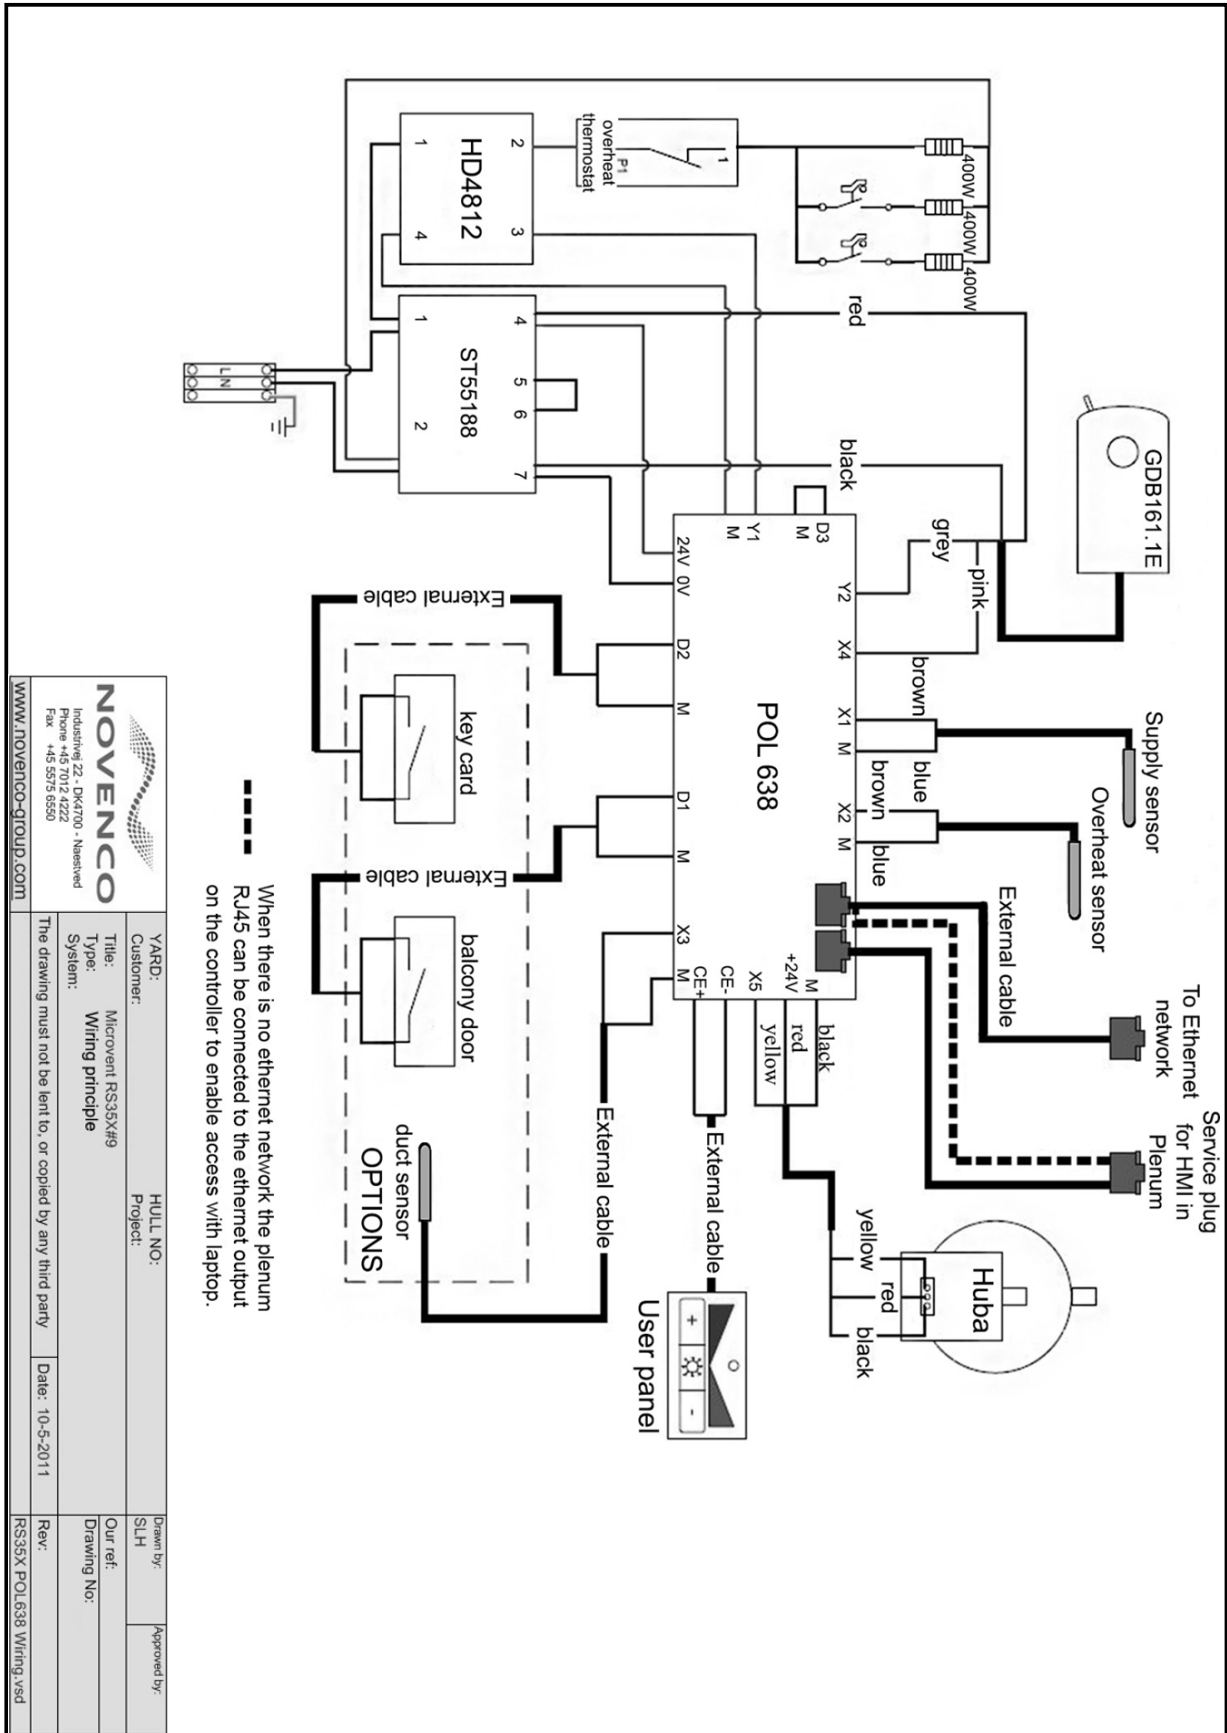 Service plug
for HMI in
Plenum
To Ethernet
network
Supply sensor
GDB161.1E
Overheat sensor
External cable
Huba
400W
400W
400W
red
black
grey
pink
brown
blue
brown
blue
yellow
red
black
overheat
thermostat
P1
1
HD4812
2
3
1
4
ST55188
4
5
6
7
1
2
L
N
POL 638
Y2
X4
X1
M
X2
M
D3
M
Y1
M
24V
0V
D2
M
D1
M
X3
M
CE+
CE-
X5
+24V
M
black
red
yellow
External cable
External cable
External cable
External cable
key card
balcony door
duct sensor
OPTIONS
User panel
+
-
When there is no ethernet network the plenum
RJ45 can be connected to the ethernet output
on the controller to enable access with laptop.
NOVENCO
Industrivej 22 - DK4700 - Naestved
Phone +45 7012 4222
Fax +45 5575 6550
www.novenco-group.com
YARD:
HULL NO:
Customer:
Project:
Title: Microvent RS35X#9
Type: Wiring principle
System:
The drawing must not be lent to, or copied by any third party
Date: 10-5-2011
Drawn by:
SLH
Approved by:
Our ref:
Drawing No:
Rev:
RS35X POL638 Wiring.vsd